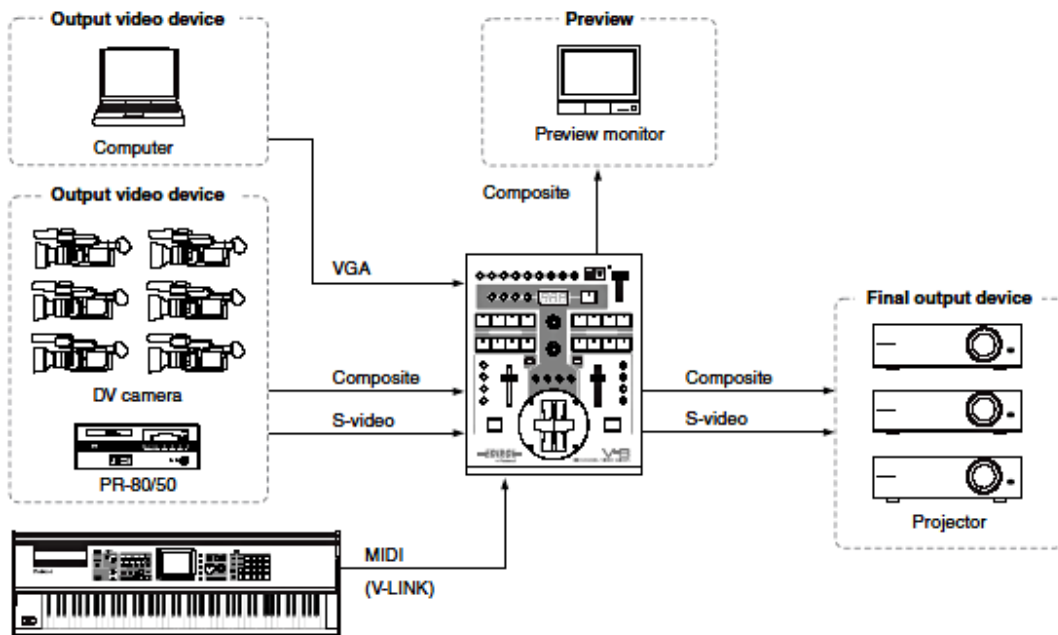 Output video device
Computer
Preview
Preview monitor
Composite
Output video device
DV camera
PR-80/50
VGA
Composite
S-video
MIDI
(V-LINK)
Composite
S-video
Final output device
Projector